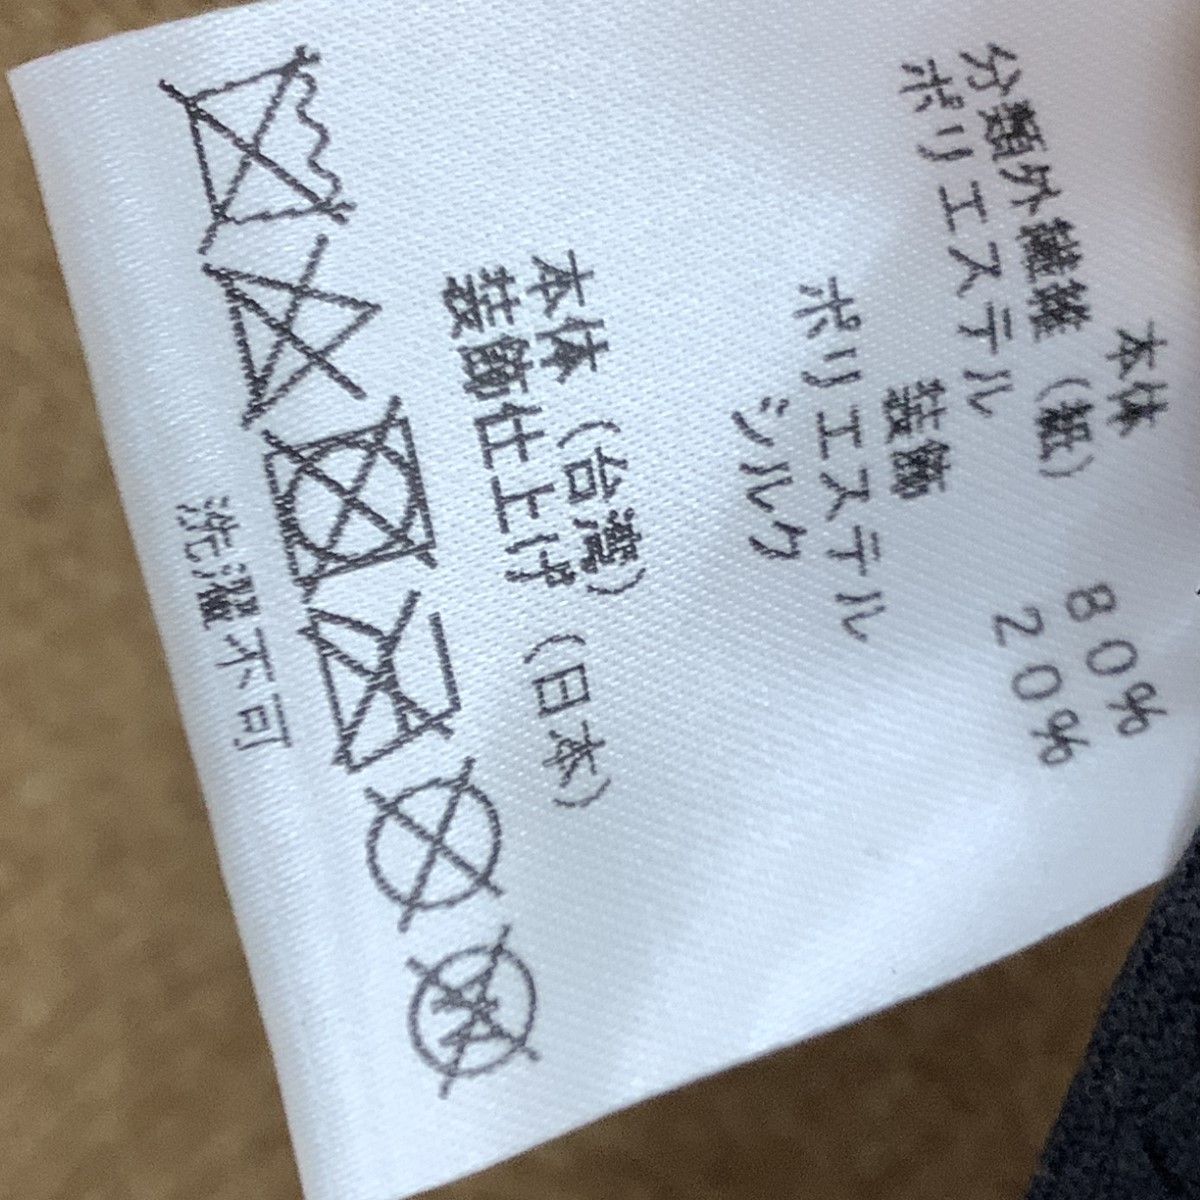 本体
分類外繊維(紙) 80%
ポリエステル 20%
装飾
ポリエステル
シルク
本体(台湾)
装飾仕上げ(日本)
洗濯不可